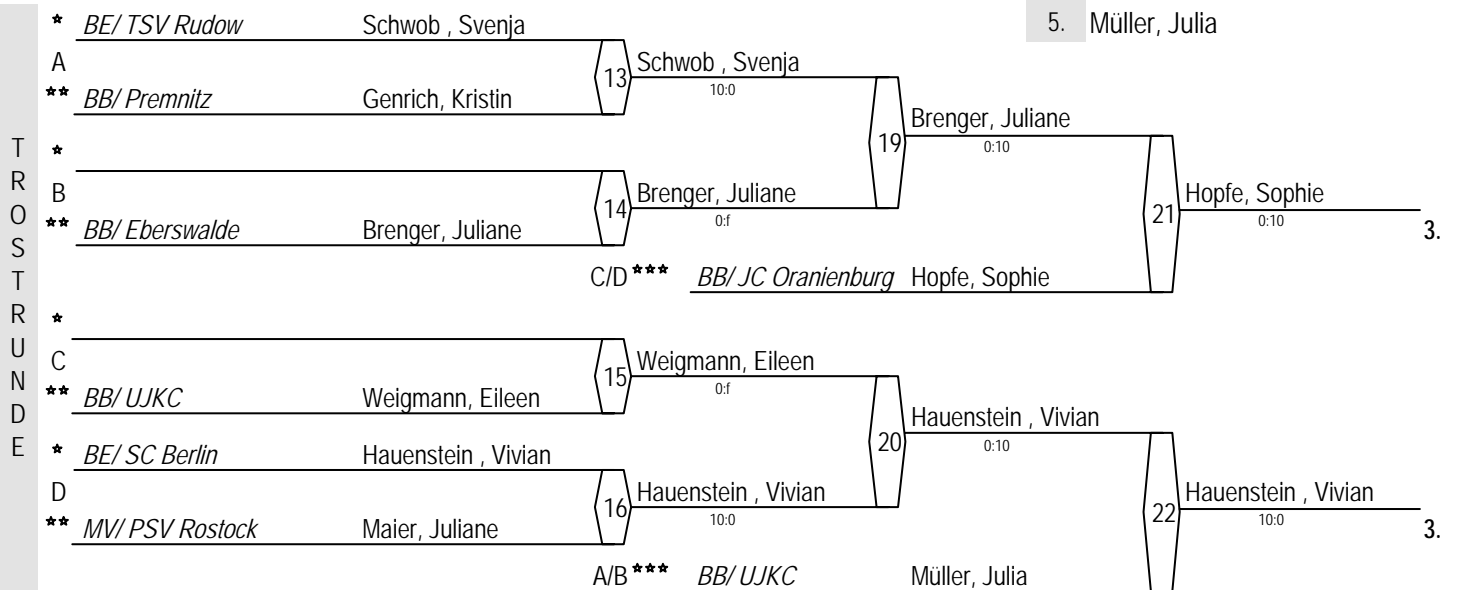 TROSTRUNDE
5. Müller, Julia
* BE/ TSV Rudow Schwob , Svenja
A
13 Schwob , Svenja
10:0
** BB/ Premnitz Genrich, Kristin
19 Brenger, Juliane
0:10
*
B
14 Brenger, Juliane
0:f
** BB/ Eberswalde Brenger, Juliane
21 Hopfe, Sophie
0:10
3.
C/D *** BB/ JC Oranienburg Hopfe, Sophie
*
C
15 Weigmann, Eileen
0:f
** BB/ UJKC Weigmann, Eileen
20 Hauenstein , Vivian
0:10
* BE/ SC Berlin Hauenstein , Vivian
D
16 Hauenstein , Vivian
10:0
** MV/ PSV Rostock Maier, Juliane
22 Hauenstein , Vivian
10:0
3.
A/B *** BB/ UJKC Müller, Julia